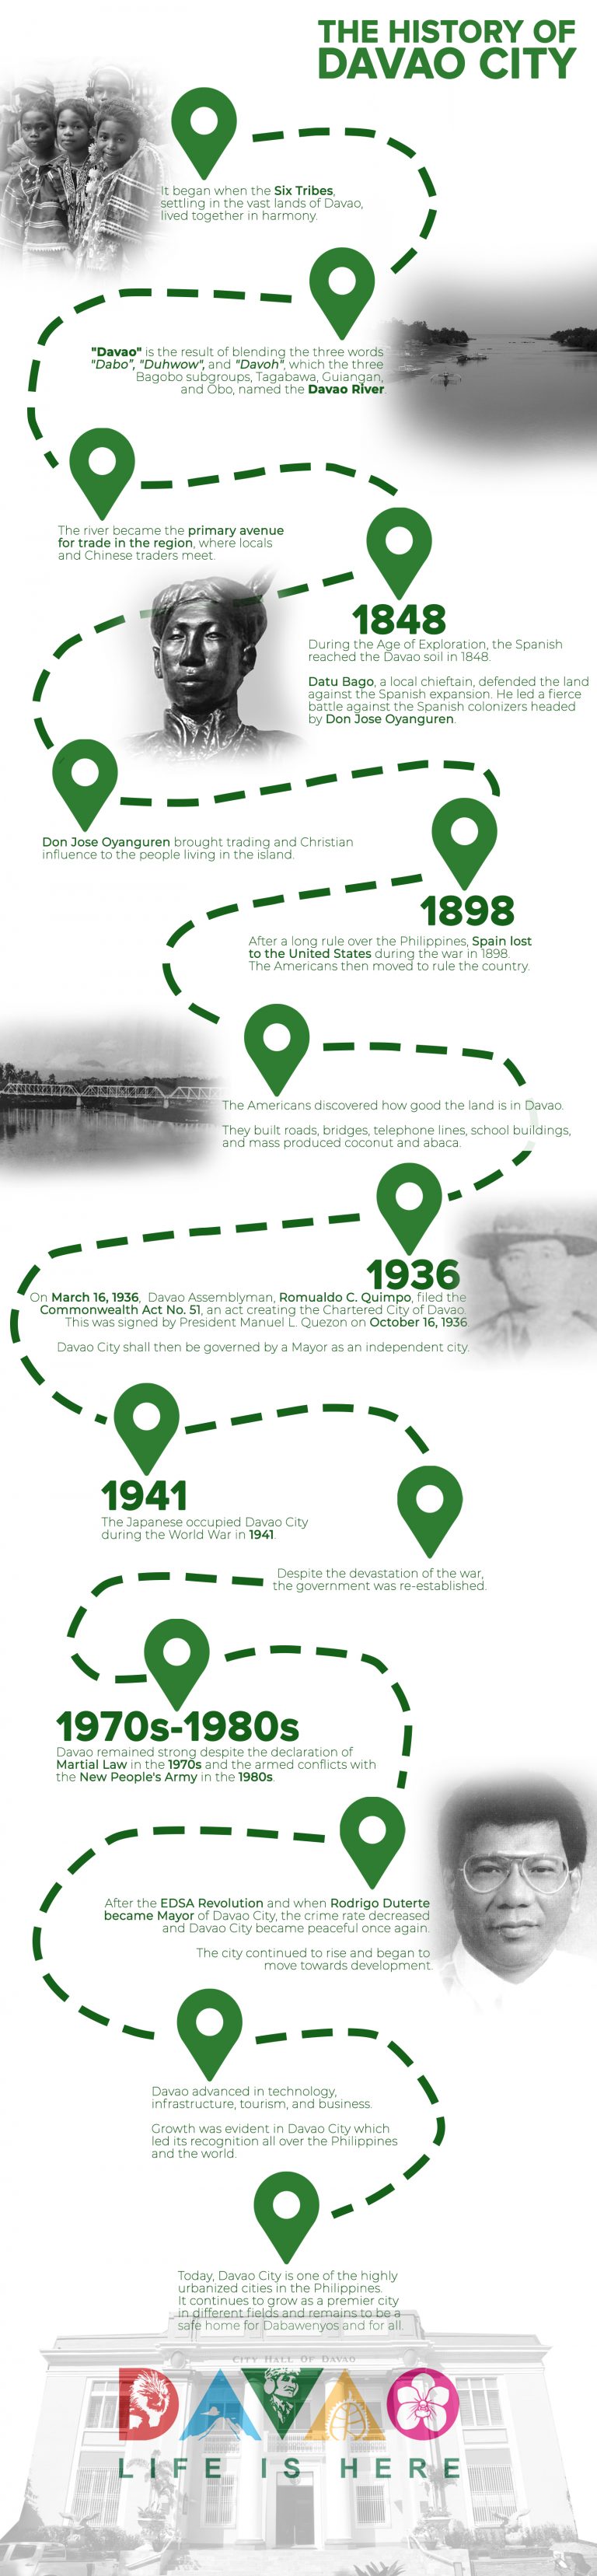 THE HISTORY OF
DAVAO CITY
It began when the Six Tribes,
settling in the vast lands of Davao,
lived together in harmony.
"Davao" is the result of blending the three words
"Dabo", "Duhwow", and "Davoh", which the three
Bagobo subgroups, Tagabawa, Guiangan,
and Obo, named the Davao River.
The river became the primary avenue
for trade in the region, where locals
and Chinese traders meet.
1848
During the Age of Exploration, the Spanish
reached the Davao soil in 1848.
Datu Bago, a local chieftain, defended the land
against the Spanish expansion. He led a fierce
battle against the Spanish colonizers headed
by Don Jose Oyanguren.
Don Jose Oyanguren brought trading and Christian
influence to the people living in the island.
1898
After a long rule over the Philippines, Spain lost
to the United States during the war in 1898.
The Americans then moved to rule the country.
The Americans discovered how good the land is in Davao.
They built roads, bridges, telephone lines, school buildings,
and mass produced coconut and abaca.
1936
On March 16, 1936, Davao Assemblyman, Romualdo C. Quimpo, filed the
Commonwealth Act No. 51, an act creating the Chartered City of Davao.
This was signed by President Manuel L. Quezon on October 16, 1936.
Davao City shall then be governed by a Mayor as an independent city.
1941
The Japanese occupied Davao City
during the World War in 1941.
Despite the devastation of the war,
the government was re-established.
1970s-1980s
Davao remained strong despite the declaration of
Martial Law in the 1970s and the armed conflicts with
the New People's Army in the 1980s.
After the EDSA Revolution and when Rodrigo Duterte
became Mayor of Davao City, the crime rate decreased
and Davao City became peaceful once again.
The city continued to rise and began to
move towards development.
Davao advanced in technology,
infrastructure, tourism, and business.
Growth was evident in Davao City which
led its recognition all over the Philippines
and the world.
Today, Davao City is one of the highly
urbanized cities in the Philippines.
It continues to grow as a premier city
in different fields and remains to be a
safe home for Dabawenyos and for all.
CITY HALL OF DAVAO
DAVAO
LIFE IS HERE